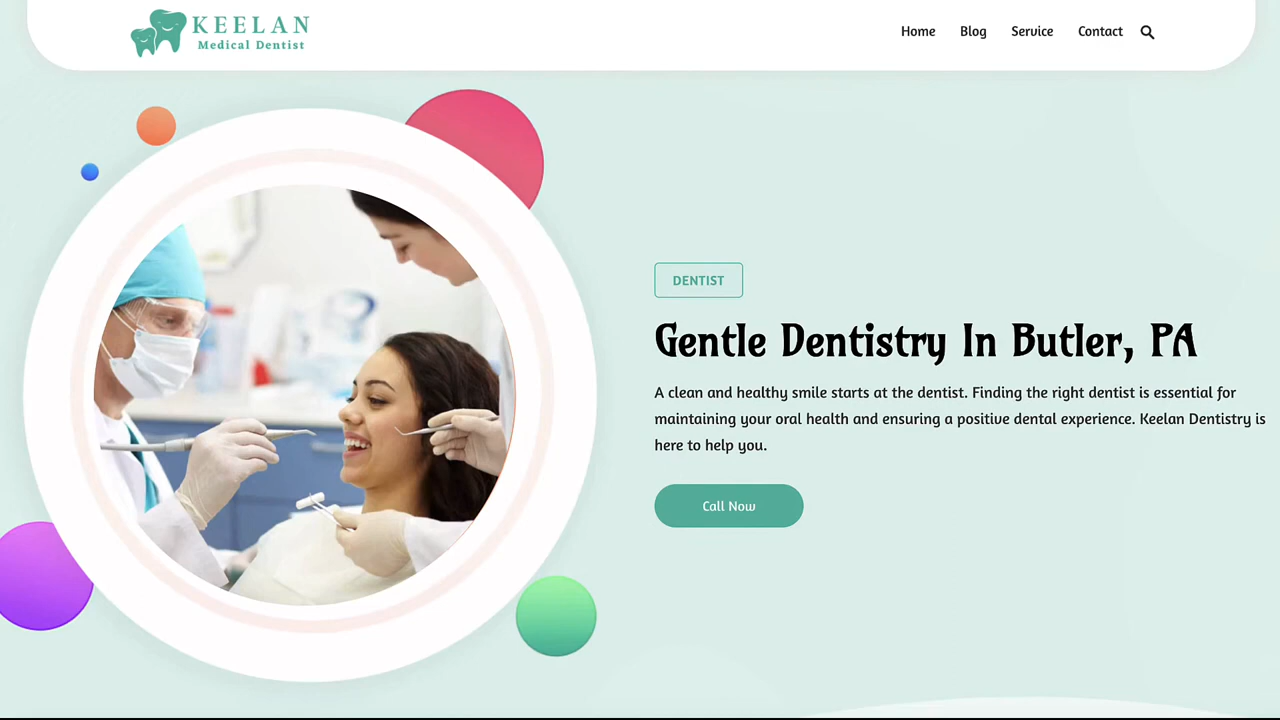 KEELAN
Medical Dentist
Home Blog Service Contact
DENTIST
Gentle Dentistry In Butler, PA
A clean and healthy smile starts at the dentist. Finding the right dentist is essential for
maintaining your oral health and ensuring a positive dental experience. Keelan Dentistry is
here to help you.
Call Now